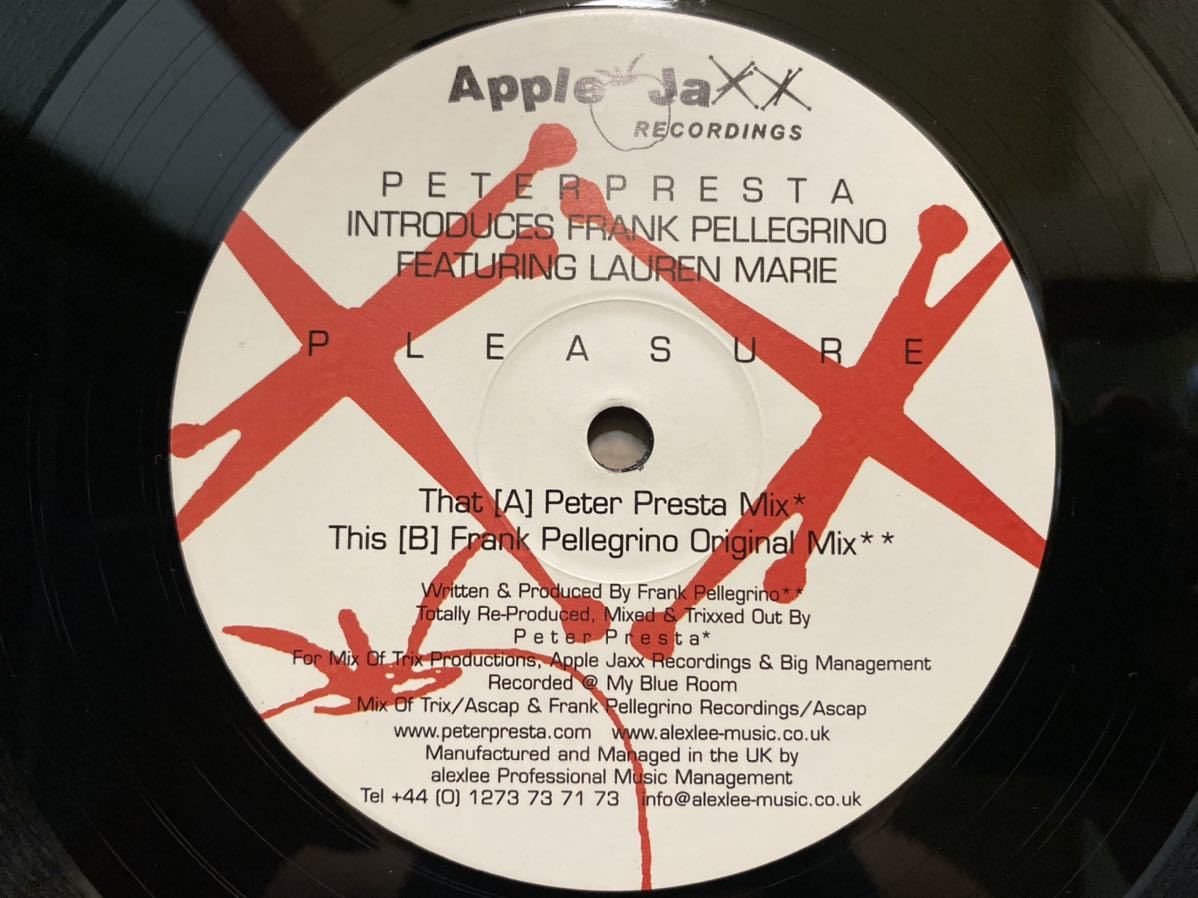 Apple Jaxx
RECORDINGS
PETERPRESTA
INTRODUCES FRANK PELLEGRINO
FEATURING LAUREN MARIE
PLEASURE
That [A] Peter Presta Mix*
This [B] Frank Pellegrino Original Mix**
Written & Produced By Frank Pellegrino**
Totally Re-Produced, Mixed & Trixxed Out By
Peter Presta*
For Mix Of Trix Productions, Apple Jaxx Recordings & Big Management
Recorded @ My Blue Room
Mix Of Trix/Ascap & Frank Pellegrino Recordings/Ascap
www.peterpresta.com www.alexlee-music.co.uk
Manufactured and Managed in the UK by
alexlee Professional Music Management
Tel +44 (0) 1273 73 71 73 info@alexlee-music.co.uk